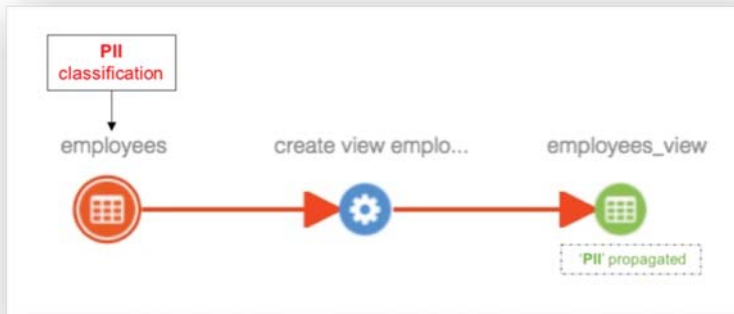 PII
classification
employees
create view emplo...
employees_view
'PII' propagated